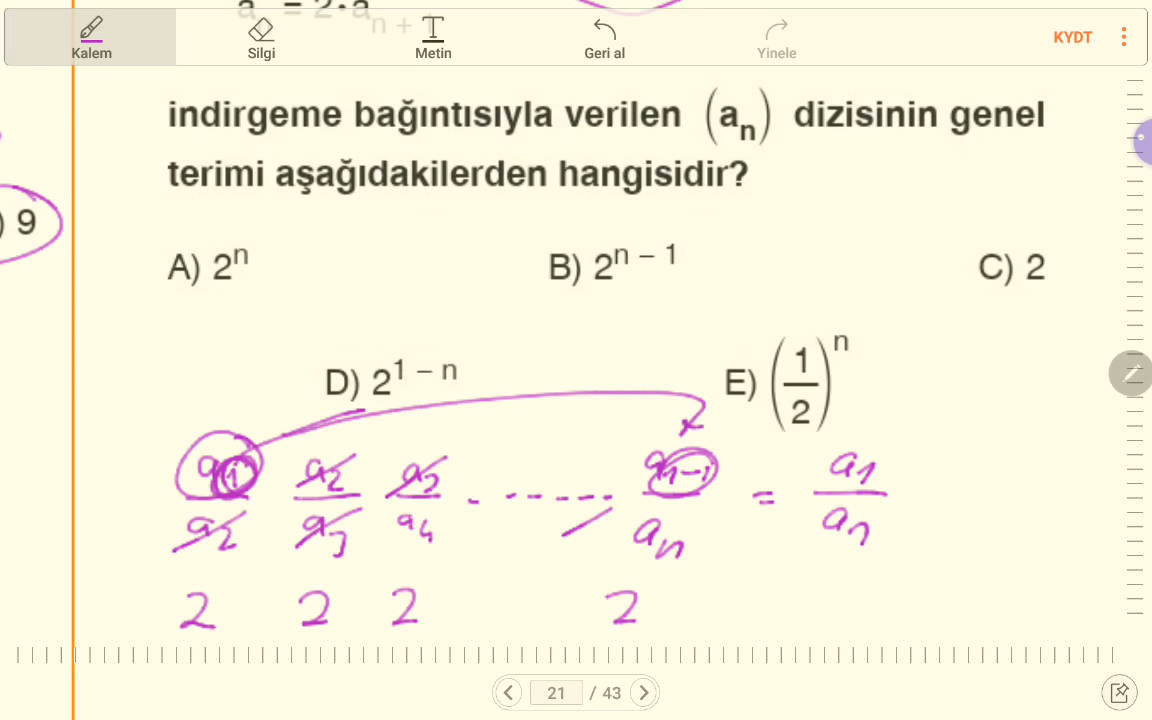 a = 2·a
n + 1
Kalem Silgi Metin Geri al Yinele KYDT
indirgeme bağıntısıyla verilen (aₙ) dizisinin genel
terimi aşağıdakilerden hangisidir?
) 9
A) 2ⁿ B) 2ⁿ ⁻ ¹ C) 2
D) 2¹ ⁻ ⁿ E) (1/2)ⁿ
a₁/a₂ a₂/a₃ a₃/a₄ - - - - - - - aₙ₋₁/aₙ = a₁/aₙ
2 2 2 2
21 / 43